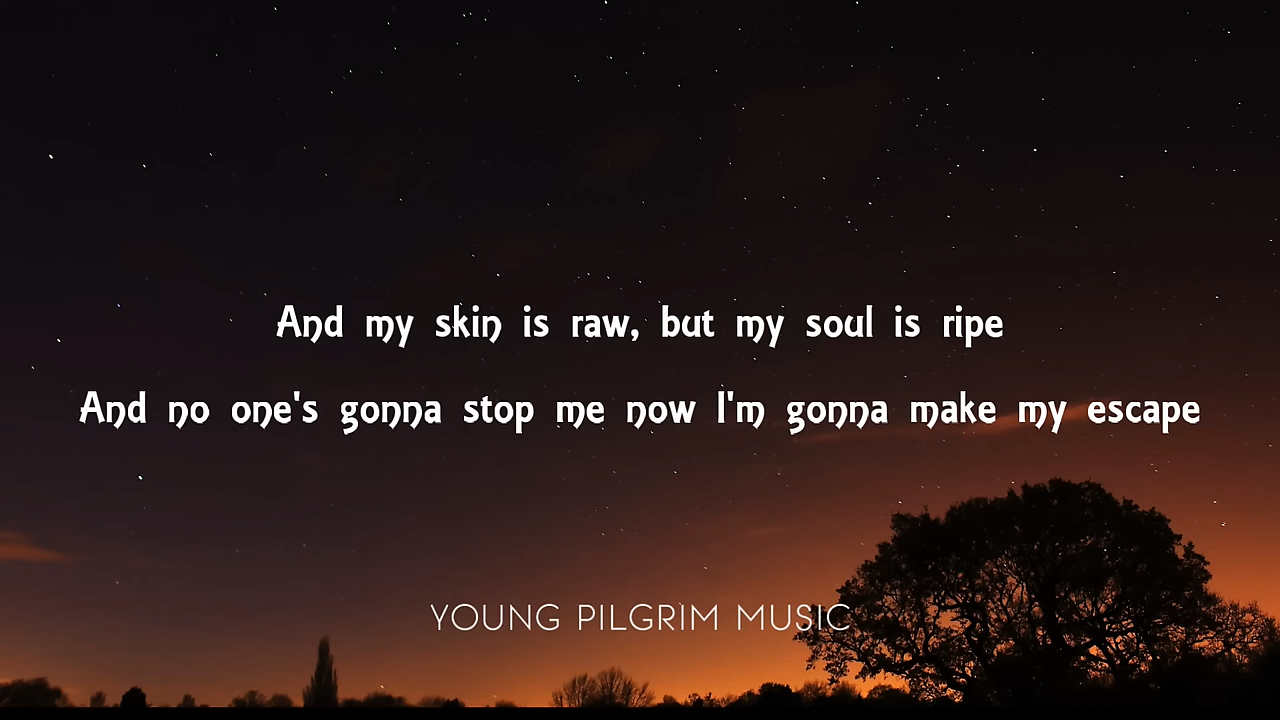 And my skin is raw, but my soul is ripe
And no one's gonna stop me now I'm gonna make my escape
YOUNG PILGRIM MUSIC